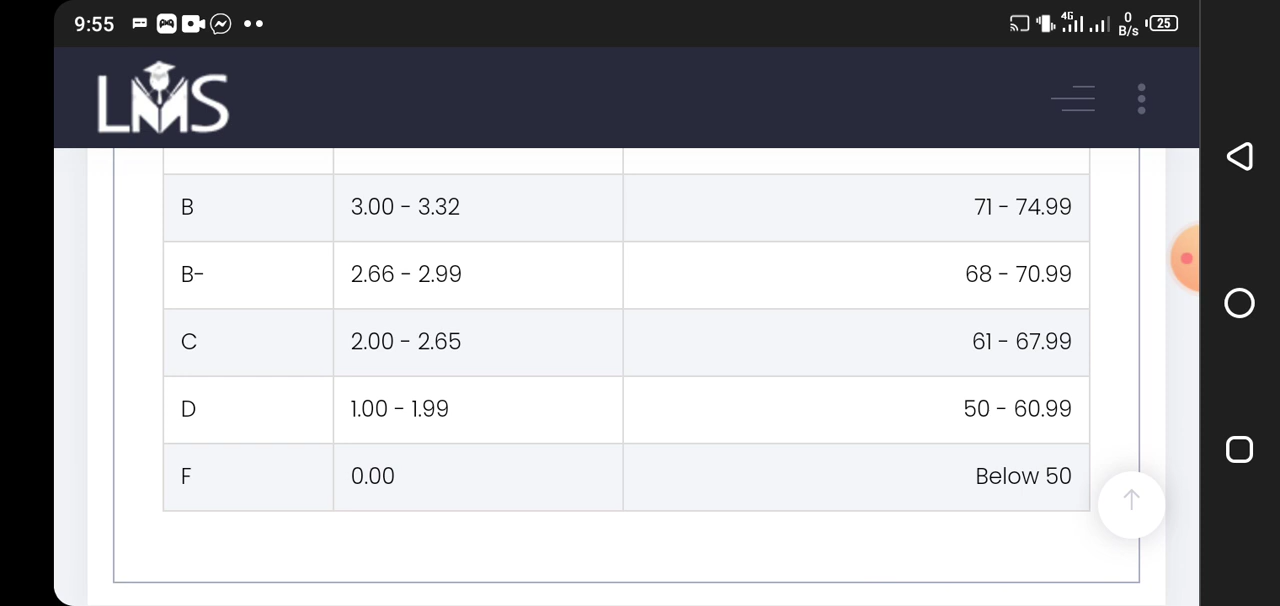 9:55
4G
0
B/s
25
LMS
B 3.00 - 3.32 71 - 74.99
B- 2.66 - 2.99 68 - 70.99
C 2.00 - 2.65 61 - 67.99
D 1.00 - 1.99 50 - 60.99
F 0.00 Below 50